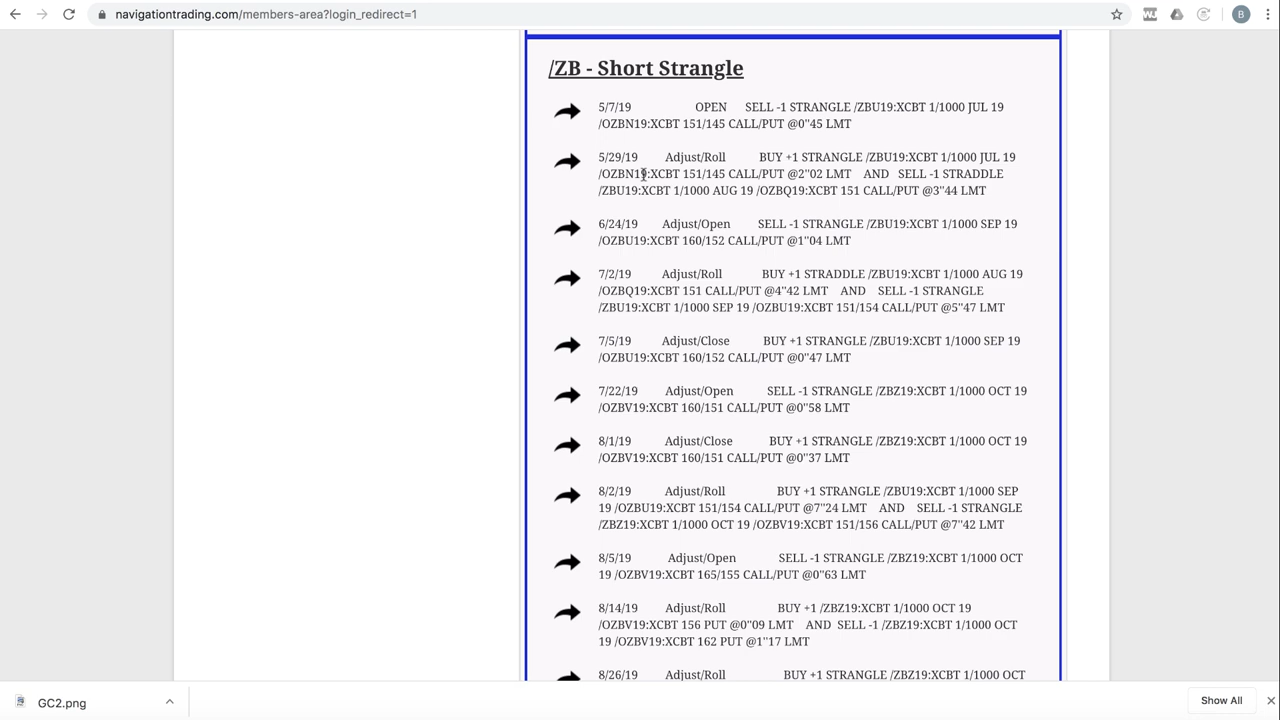 navigationtrading.com/members-area?login_redirect=1
B
/ZB - Short Strangle
5/7/19 OPEN SELL -1 STRANGLE /ZBU19:XCBT 1/1000 JUL 19
/OZBN19:XCBT 151/145 CALL/PUT @0"45 LMT
5/29/19 Adjust/Roll BUY +1 STRANGLE /ZBU19:XCBT 1/1000 JUL 19
/OZBN19:XCBT 151/145 CALL/PUT @2"02 LMT AND SELL -1 STRADDLE
/ZBU19:XCBT 1/1000 AUG 19 /OZBQ19:XCBT 151 CALL/PUT @3"44 LMT
6/24/19 Adjust/Open SELL -1 STRANGLE /ZBU19:XCBT 1/1000 SEP 19
/OZBU19:XCBT 160/152 CALL/PUT @1"04 LMT
7/2/19 Adjust/Roll BUY +1 STRADDLE /ZBU19:XCBT 1/1000 AUG 19
/OZBQ19:XCBT 151 CALL/PUT @4"42 LMT AND SELL -1 STRANGLE
/ZBU19:XCBT 1/1000 SEP 19 /OZBU19:XCBT 151/154 CALL/PUT @5"47 LMT
7/5/19 Adjust/Close BUY +1 STRANGLE /ZBU19:XCBT 1/1000 SEP 19
/OZBU19:XCBT 160/152 CALL/PUT @0"47 LMT
7/22/19 Adjust/Open SELL -1 STRANGLE /ZBZ19:XCBT 1/1000 OCT 19
/OZBV19:XCBT 160/151 CALL/PUT @0"58 LMT
8/1/19 Adjust/Close BUY +1 STRANGLE /ZBZ19:XCBT 1/1000 OCT 19
/OZBV19:XCBT 160/151 CALL/PUT @0"37 LMT
8/2/19 Adjust/Roll BUY +1 STRANGLE /ZBU19:XCBT 1/1000 SEP
19 /OZBU19:XCBT 151/154 CALL/PUT @7"24 LMT AND SELL -1 STRANGLE
/ZBZ19:XCBT 1/1000 OCT 19 /OZBV19:XCBT 151/156 CALL/PUT @7"42 LMT
8/5/19 Adjust/Open SELL -1 STRANGLE /ZBZ19:XCBT 1/1000 OCT
19 /OZBV19:XCBT 165/155 CALL/PUT @0"63 LMT
8/14/19 Adjust/Roll BUY +1 /ZBZ19:XCBT 1/1000 OCT 19
/OZBV19:XCBT 156 PUT @0"09 LMT AND SELL -1 /ZBZ19:XCBT 1/1000 OCT
19 /OZBV19:XCBT 162 PUT @1"17 LMT
8/26/19 Adjust/Roll BUY +1 STRANGLE /ZBZ19:XCBT 1/1000 OCT
GC2.png
Show All